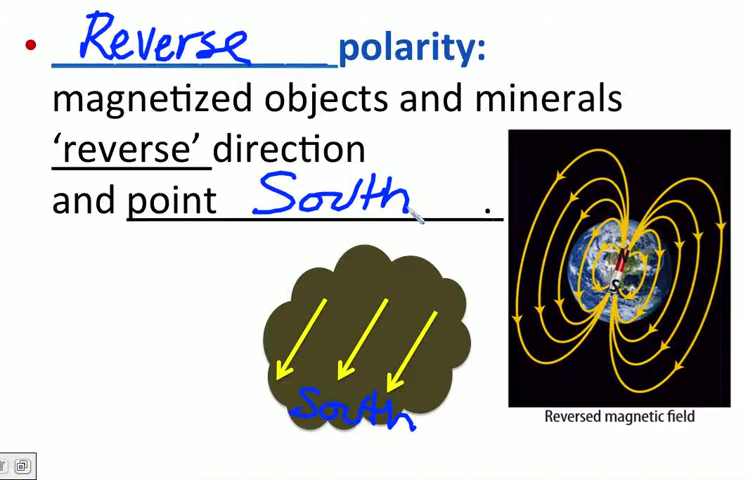 • Reverse polarity:
magnetized objects and minerals
‘reverse’ direction
and point South .
N
S
South
Reversed magnetic field